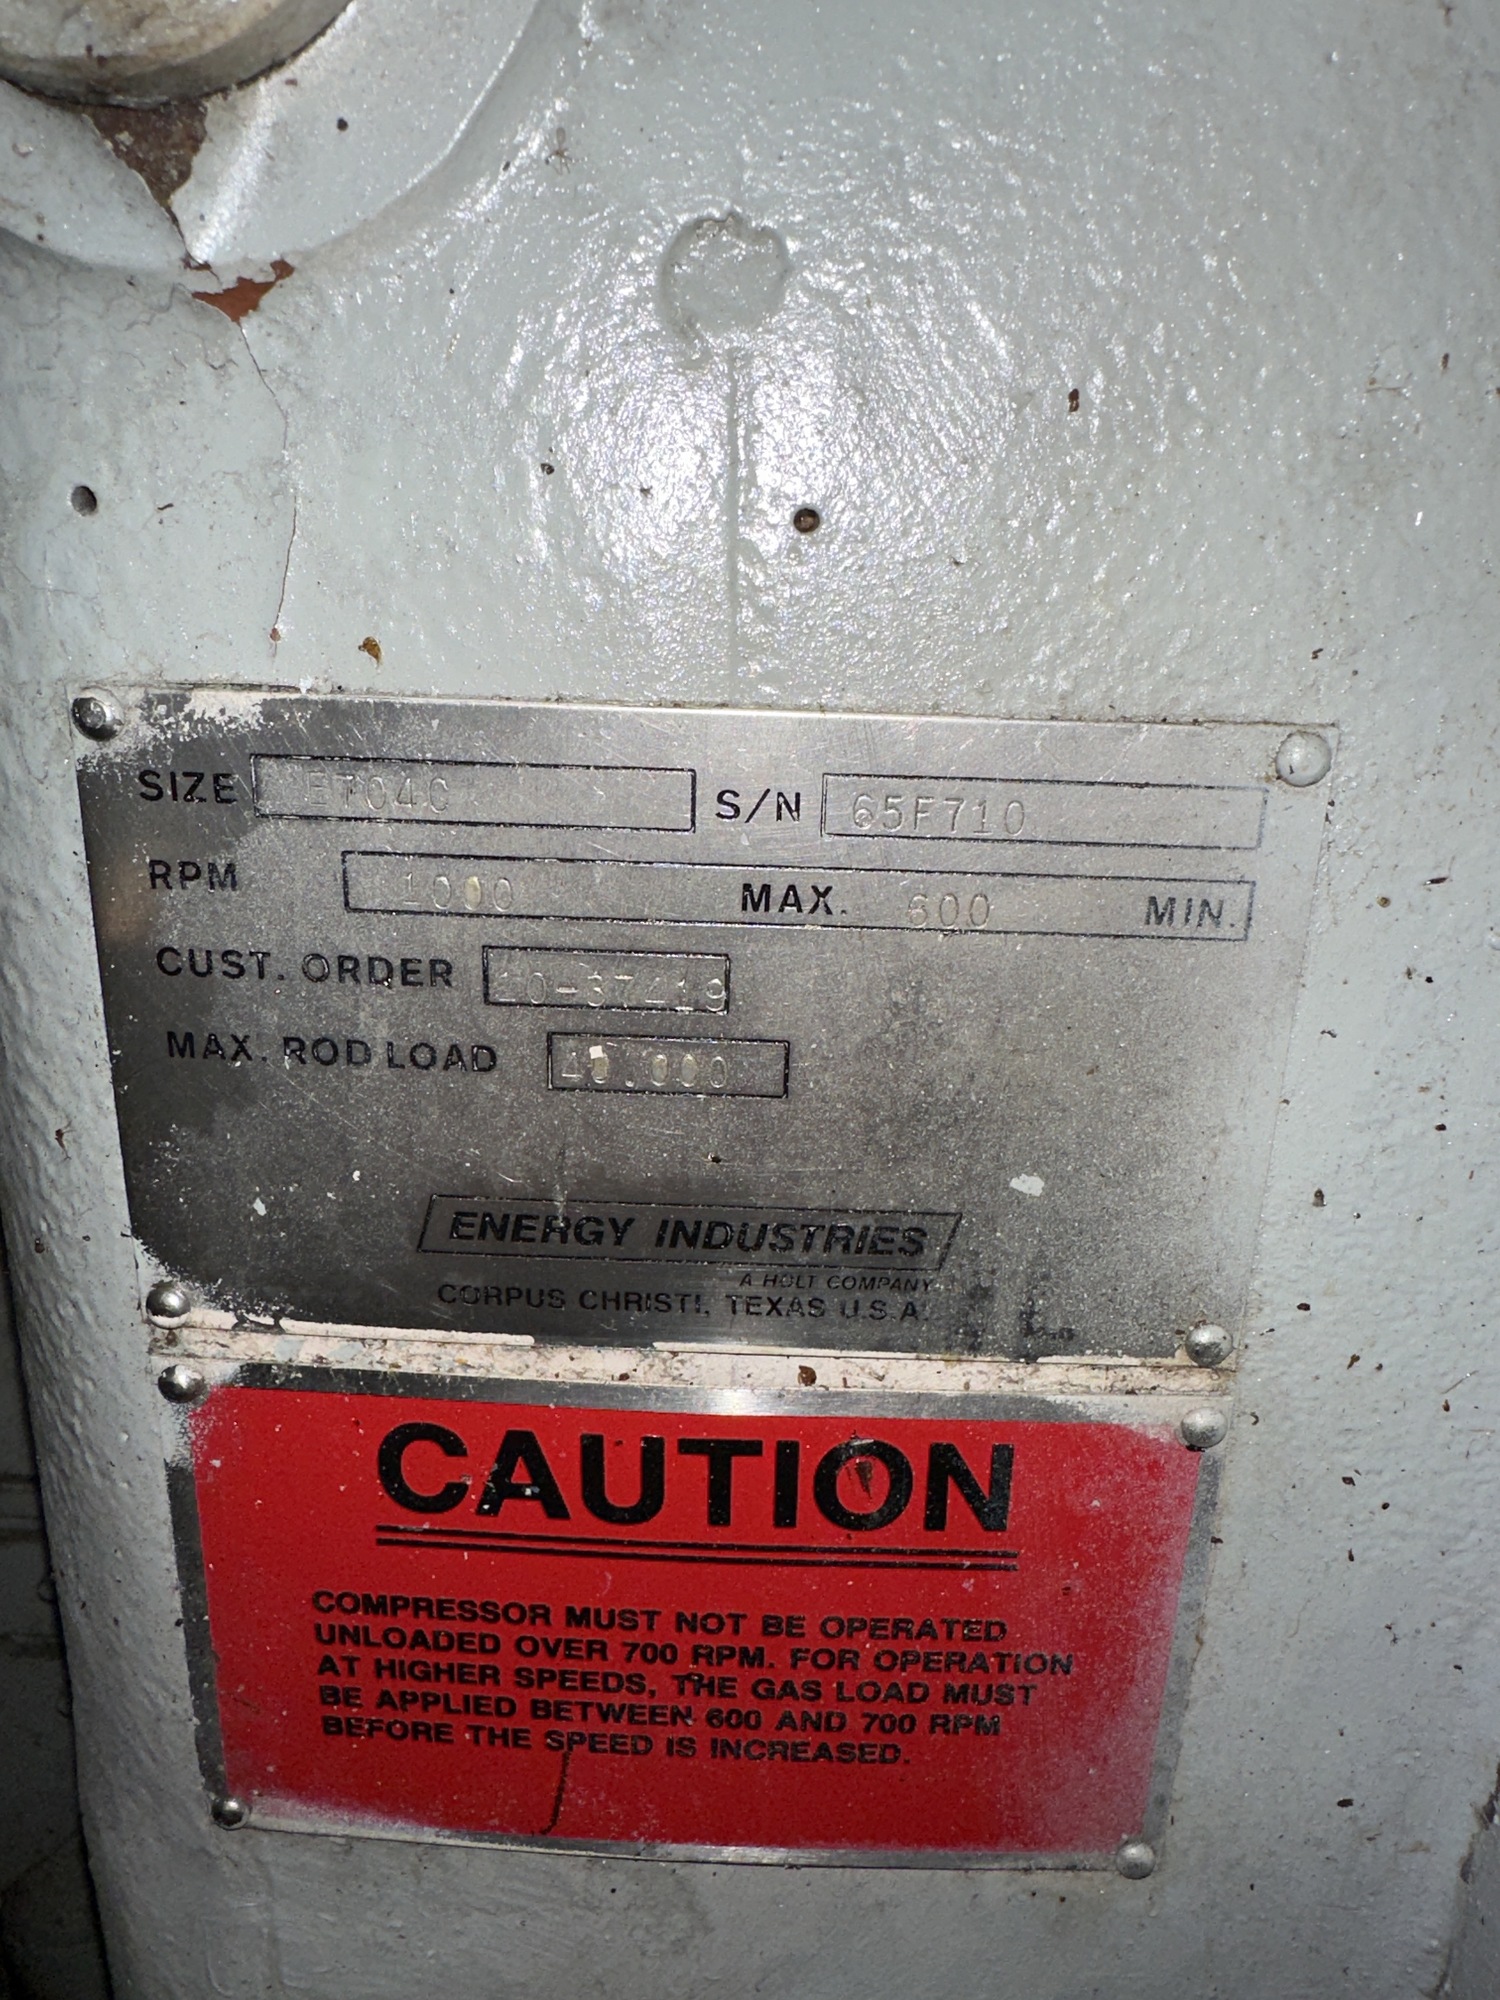 SIZE E704C S/N 65F710
RPM 1000 MAX. 600 MIN.
CUST. ORDER
MAX. ROD LOAD
ENERGY INDUSTRIES
A HOLT COMPANY
CORPUS CHRISTI, TEXAS U.S.A.
CAUTION
COMPRESSOR MUST NOT BE OPERATED
UNLOADED OVER 700 RPM. FOR OPERATION
AT HIGHER SPEEDS, THE GAS LOAD MUST
BE APPLIED BETWEEN 600 AND 700 RPM
BEFORE THE SPEED IS INCREASED.